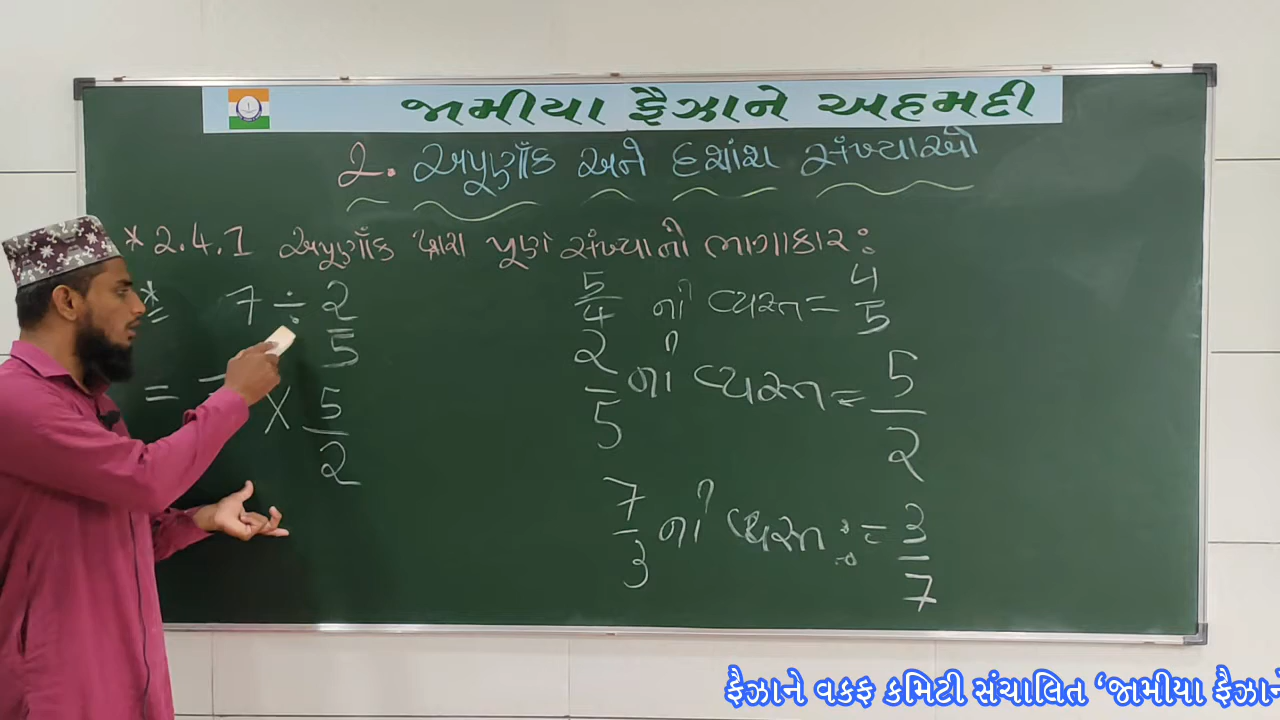 જામીયા ફૈઝાને અહમદી
2. અપૂર્ણાંક અને દશાંશ સંખ્યાઓ
* 2.4.1 અપૂર્ણાંક દ્વારા પૂર્ણ સંખ્યાનો ભાગાકાર :
* 7 ÷ 2/5
= × 5/2
5/4 નો વ્યસ્ત = 4/5
2/5 નો વ્યસ્ત = 5/2
7/3 નો વ્યસ્ત = 3/7
ફૈઝાને વકફ કમિટી સંચાલિત ‘જામીયા ફૈઝાને